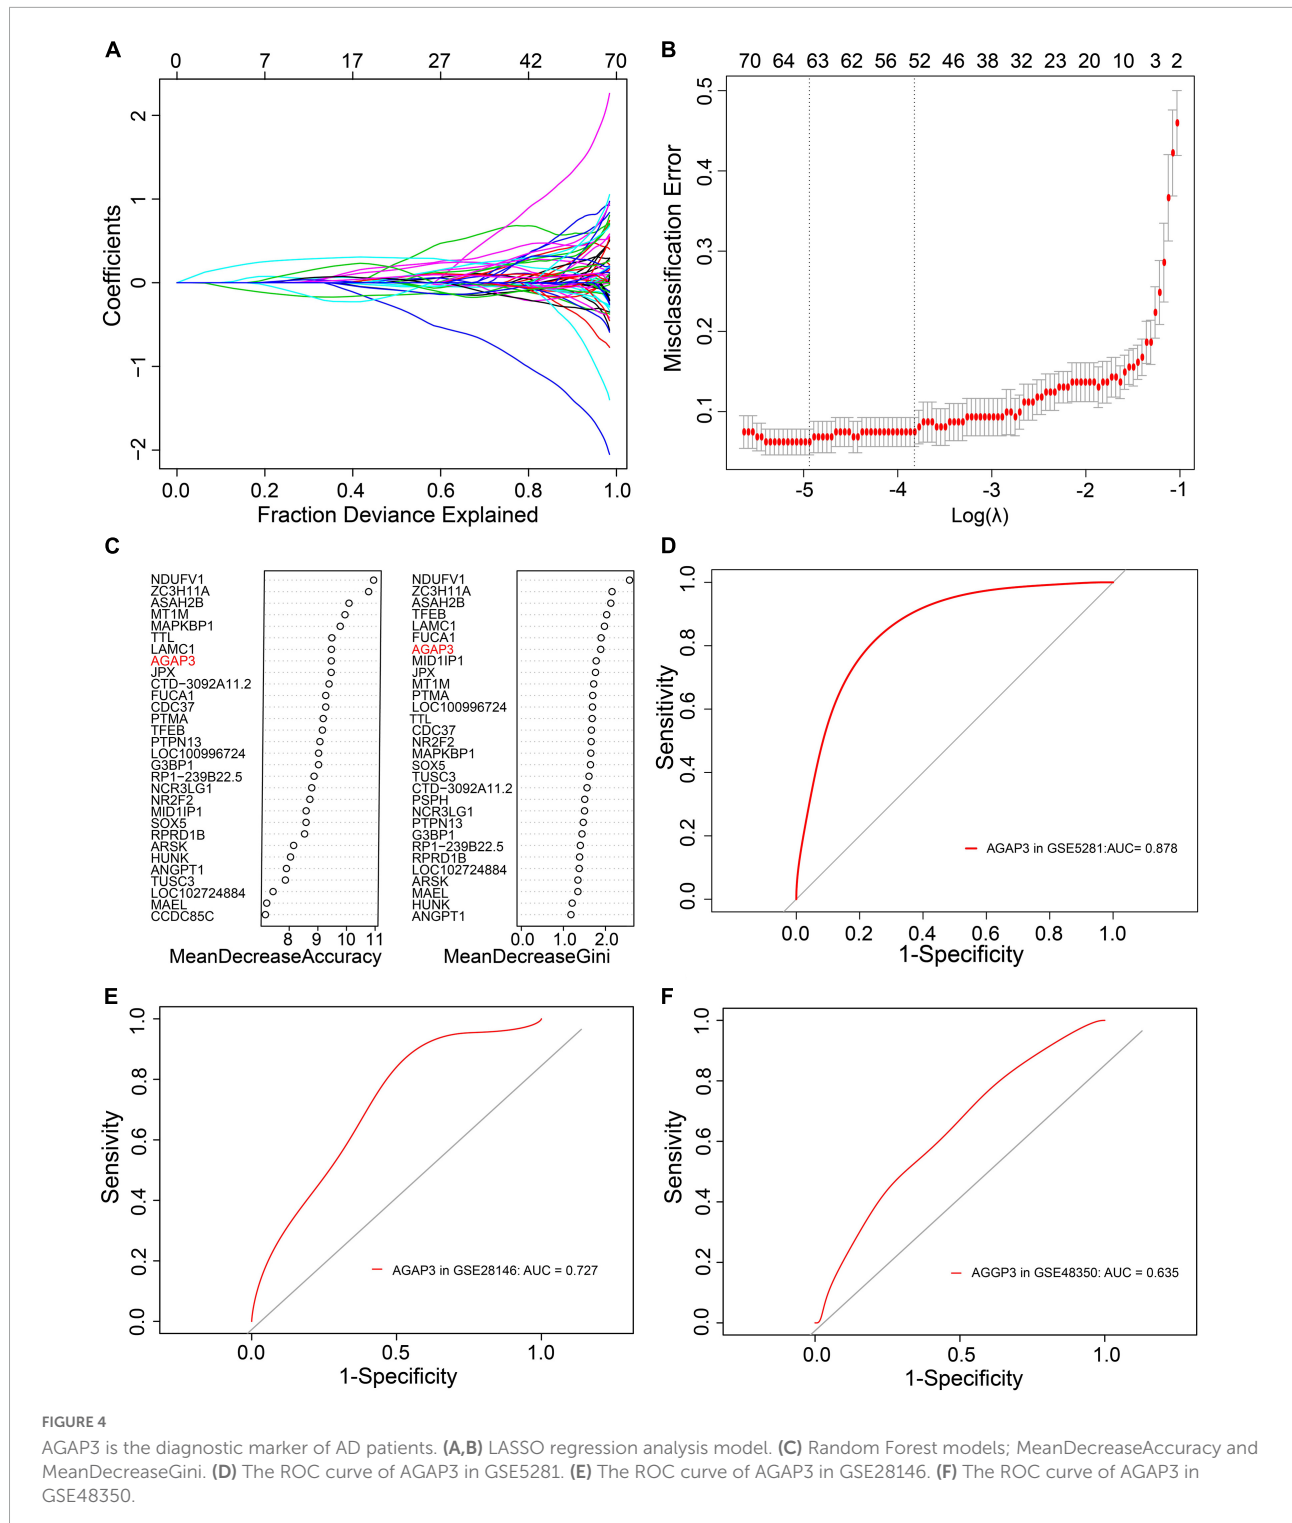 A
0 7 17 27 42 70
2
1
0
−1
−2
Coefficients
0.0 0.2 0.4 0.6 0.8 1.0
Fraction Deviance Explained
B
70 64 63 62 56 52 46 38 32 23 20 10 3 2
0.5
0.4
0.3
0.2
0.1
Misclassification Error
-5 -4 -3 -2 -1
Log(λ)
C
NDUFV1
ZC3H11A
ASAH2B
MT1M
MAPKBP1
TTL
LAMC1
AGAP3
JPX
CTD−3092A11.2
FUCA1
CDC37
PTMA
TFEB
PTPN13
LOC100996724
G3BP1
RP1−239B22.5
NCR3LG1
NR2F2
MID1IP1
SOX5
RPRD1B
ARSK
HUNK
ANGPT1
TUSC3
LOC102724884
MAEL
CCDC85C
8 9 10 11
MeanDecreaseAccuracy
NDUFV1
ZC3H11A
ASAH2B
TFEB
LAMC1
FUCA1
AGAP3
MID1IP1
JPX
MT1M
PTMA
LOC100996724
TTL
CDC37
NR2F2
MAPKBP1
SOX5
TUSC3
CTD−3092A11.2
PSPH
NCR3LG1
PTPN13
G3BP1
RP1−239B22.5
RPRD1B
LOC102724884
ARSK
MAEL
HUNK
ANGPT1
0.0 1.0 2.0
MeanDecreaseGini
D
1.0
0.8
0.6
0.4
0.2
0.0
Sensitivity
AGAP3 in GSE5281:AUC= 0.878
0.0 0.2 0.4 0.6 0.8 1.0
1-Specificity
E
1.0
0.8
0.6
0.4
0.2
0.0
Sensivity
AGAP3 in GSE28146: AUC = 0.727
0.0 0.5 1.0
1-Specificity
F
1.0
0.8
0.6
0.4
0.2
0.0
Sensivity
AGGP3 in GSE48350: AUC = 0.635
0.0 0.5 1.0
1-Specificity
FIGURE 4
AGAP3 is the diagnostic marker of AD patients. (A,B) LASSO regression analysis model. (C) Random Forest models; MeanDecreaseAccuracy and
MeanDecreaseGini. (D) The ROC curve of AGAP3 in GSE5281. (E) The ROC curve of AGAP3 in GSE28146. (F) The ROC curve of AGAP3 in
GSE48350.